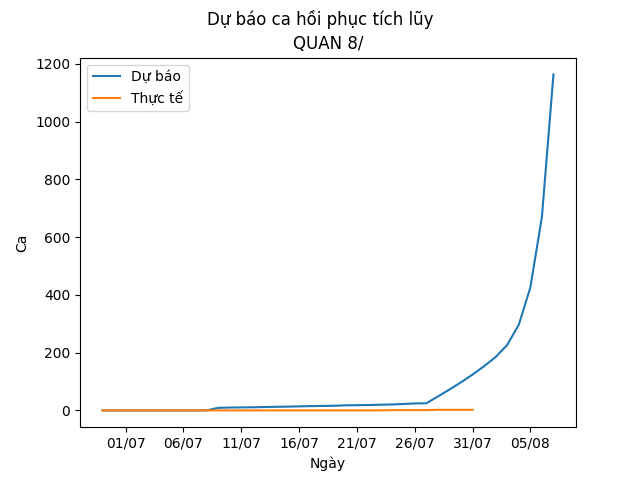 Dự báo ca hồi phục tích lũy
QUAN 8/
Dự báo
Thực tế
1200
1000
800
600
400
200
0
Ca
01/07 06/07 11/07 16/07 21/07 26/07 31/07 05/08
Ngày